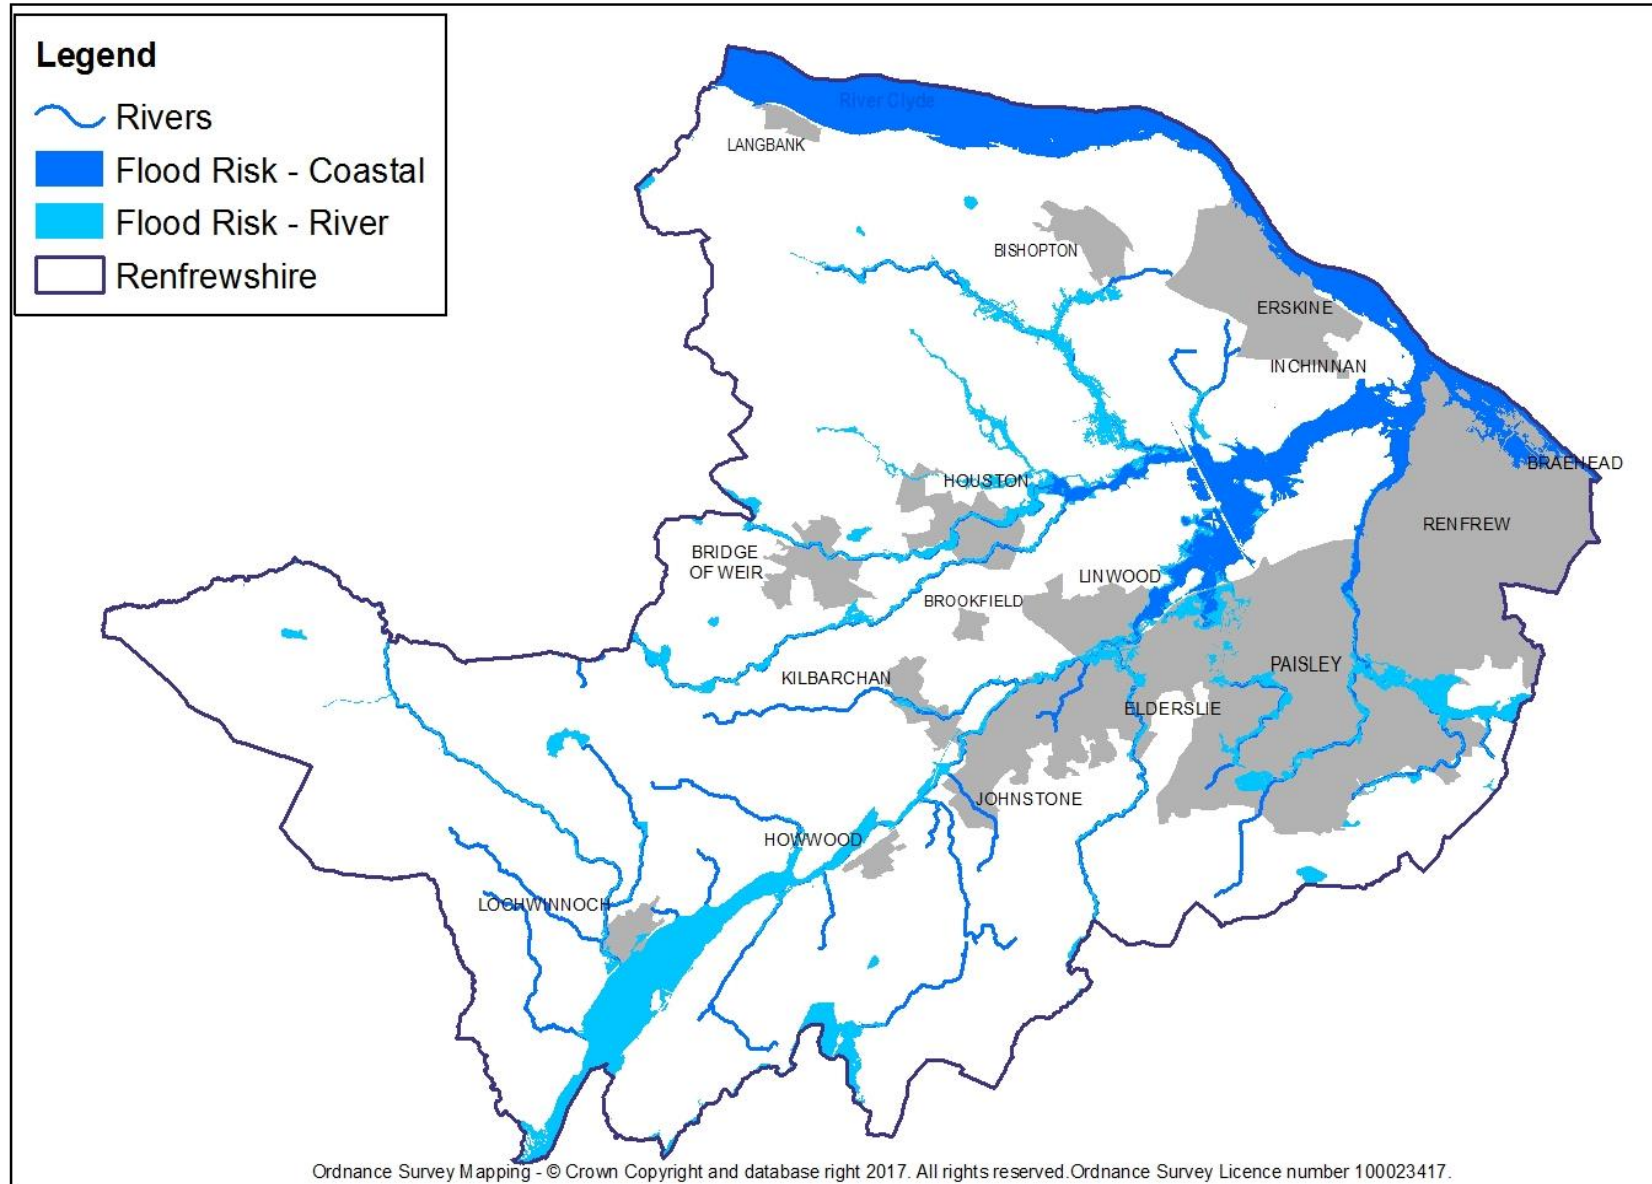 Legend
Rivers
Flood Risk - Coastal
Flood Risk - River
Renfrewshire
River Clyde
LANGBANK
BISHOPTON
ERSKINE
INCHINNAN
BRAEHEAD
HOUSTON
RENFREW
BRIDGE
OF WEIR
LINWOOD
BROOKFIELD
PAISLEY
KILBARCHAN
ELDERSLIE
JOHNSTONE
HOWWOOD
LOCHWINNOCH
Ordnance Survey Mapping - © Crown Copyright and database right 2017. All rights reserved.Ordnance Survey Licence number 100023417.